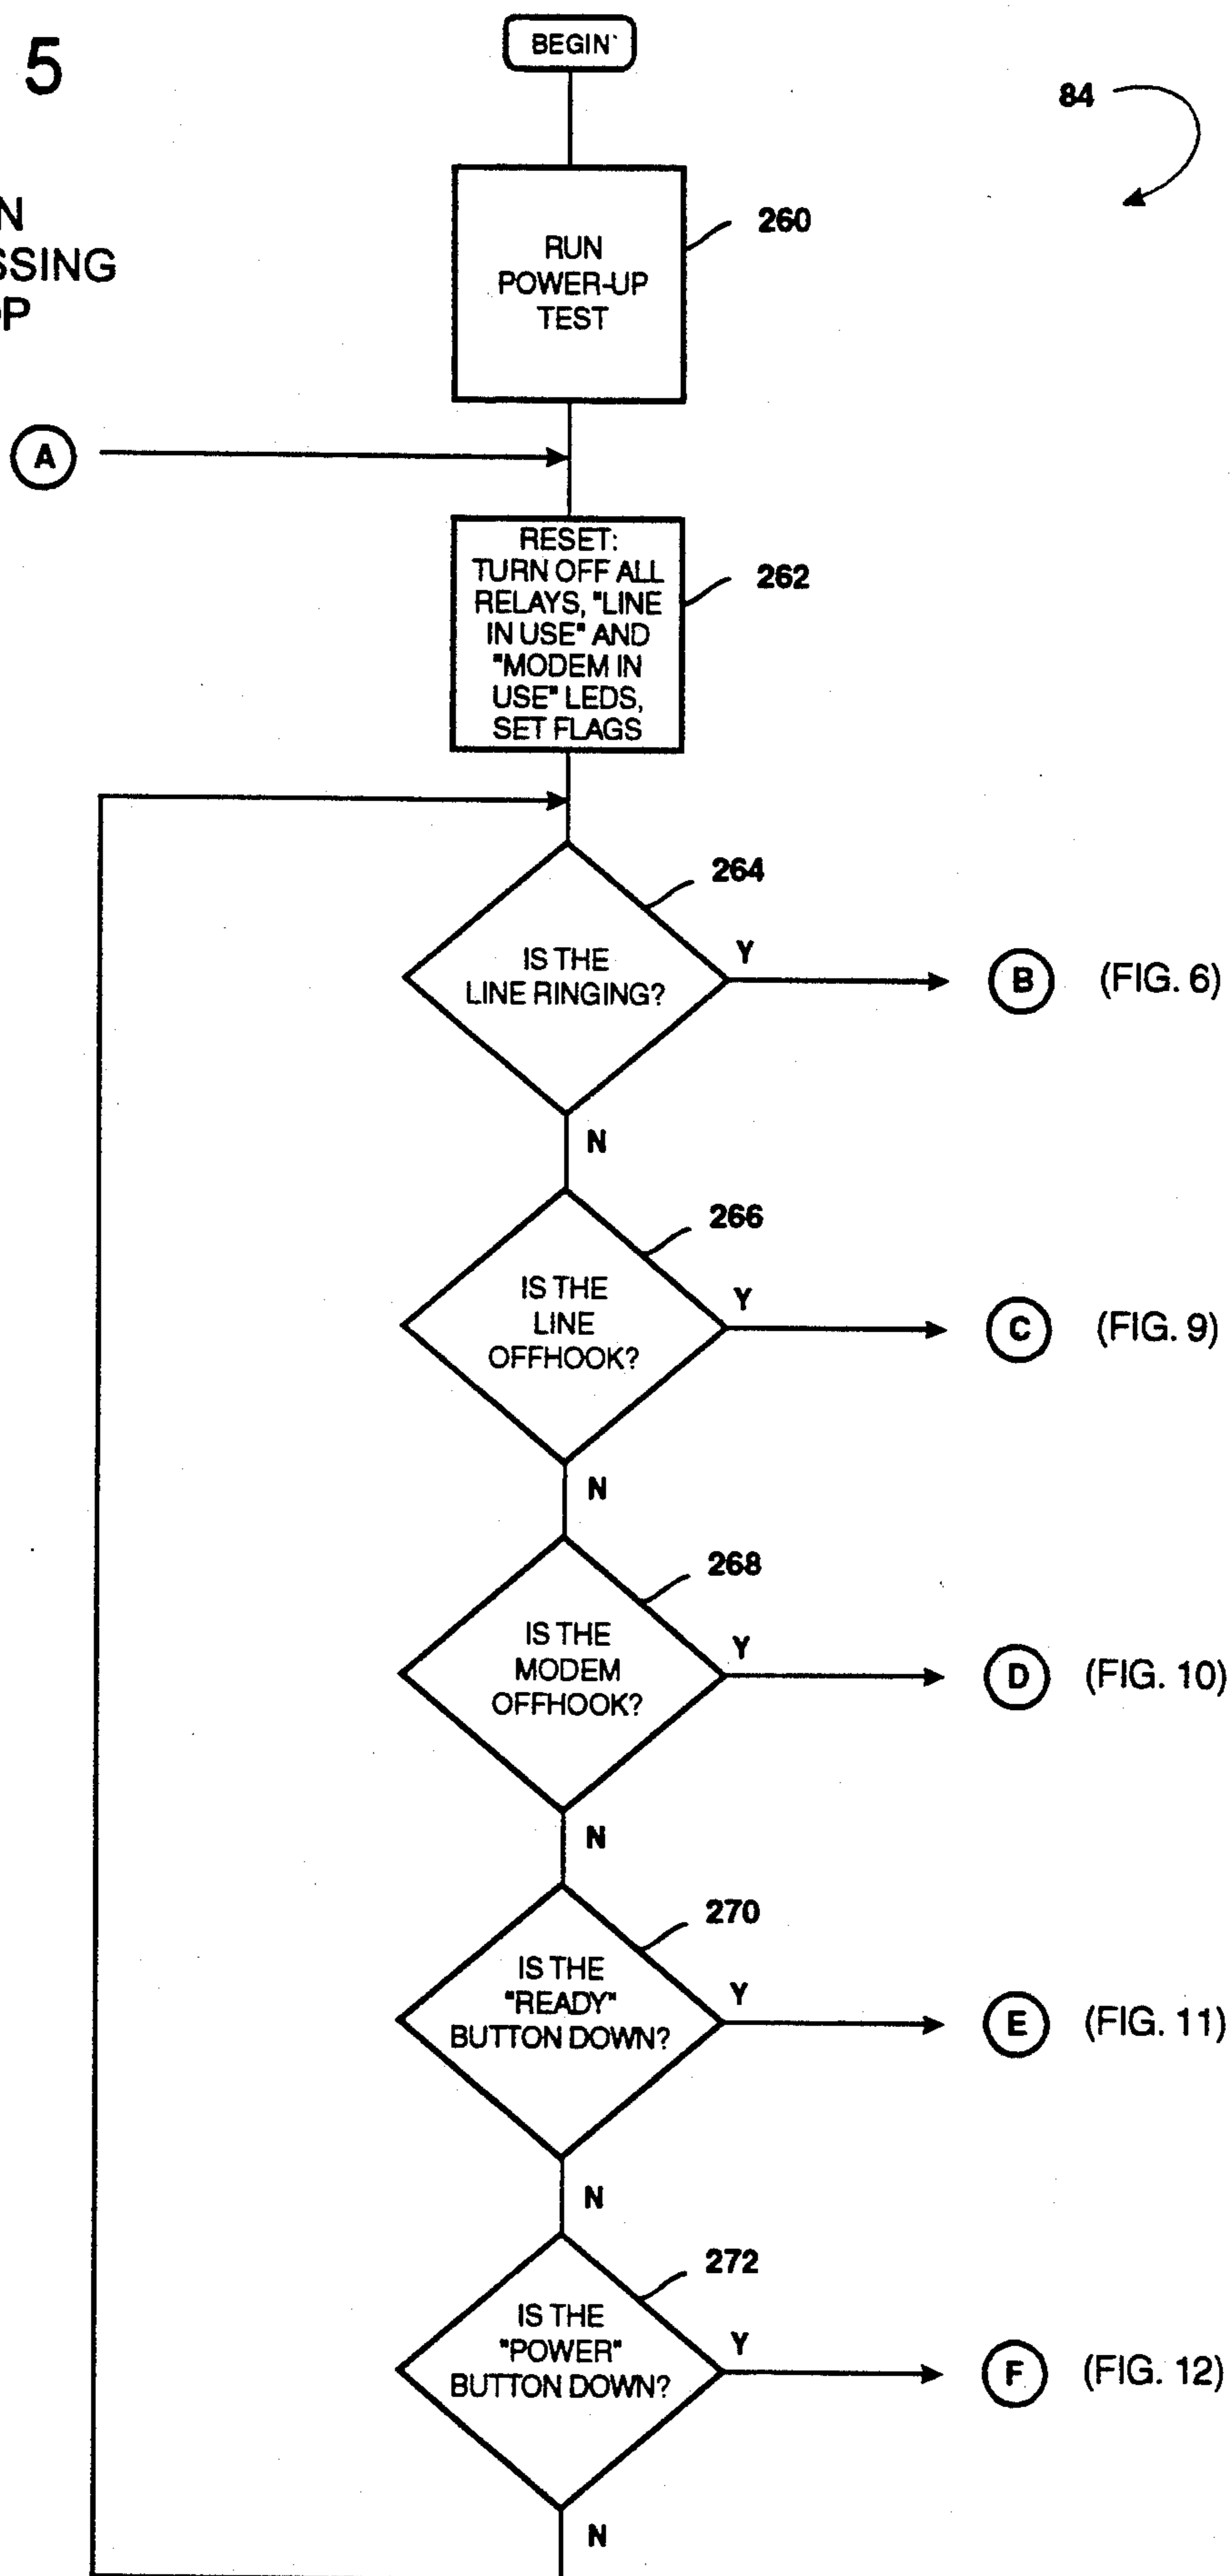 5
BEGIN
84
260
RUN
POWER-UP
TEST
N
SSING
P
A
262
RESET:
TURN OFF ALL
RELAYS, "LINE
IN USE" AND
"MODEM IN
USE" LEDS,
SET FLAGS
264
IS THE
LINE RINGING?
Y
B (FIG. 6)
N
266
IS THE
LINE
OFFHOOK?
Y
C (FIG. 9)
N
268
IS THE
MODEM
OFFHOOK?
Y
D (FIG. 10)
N
270
IS THE
"READY"
BUTTON DOWN?
Y
E (FIG. 11)
N
272
IS THE
"POWER"
BUTTON DOWN?
Y
F (FIG. 12)
N